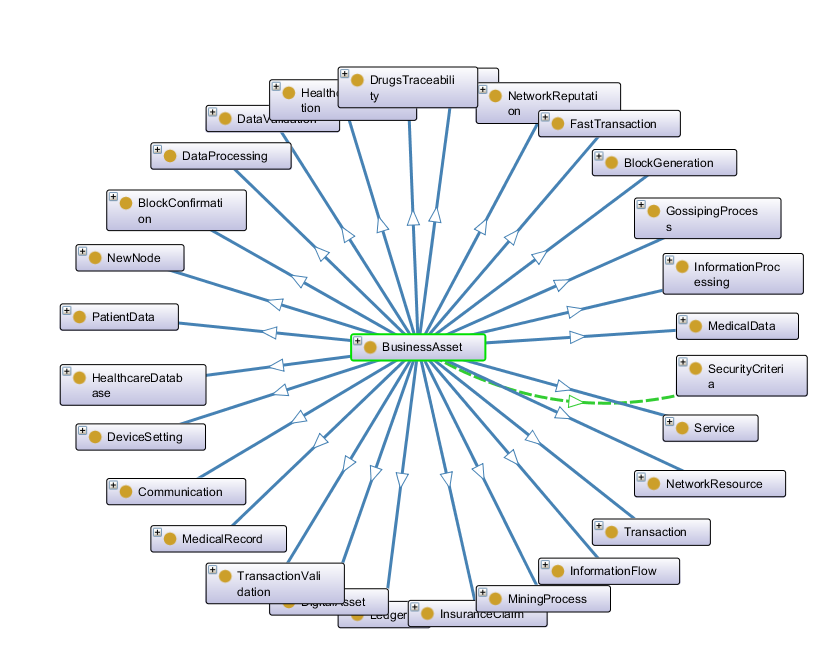 DrugsTraceabili
ty
Healthc
tion
NetworkReputati
on
DataValidation
FastTransaction
DataProcessing
BlockGeneration
BlockConfirmati
on
GossipingProces
s
NewNode
InformationProc
essing
PatientData
MedicalData
BusinessAsset
HealthcareDatab
ase
SecurityCriteri
a
DeviceSetting
Service
Communication
NetworkResource
MedicalRecord
Transaction
TransactionVali
dation
InformationFlow
DigitalAsset
MiningProcess
Ledger
InsuranceClaim